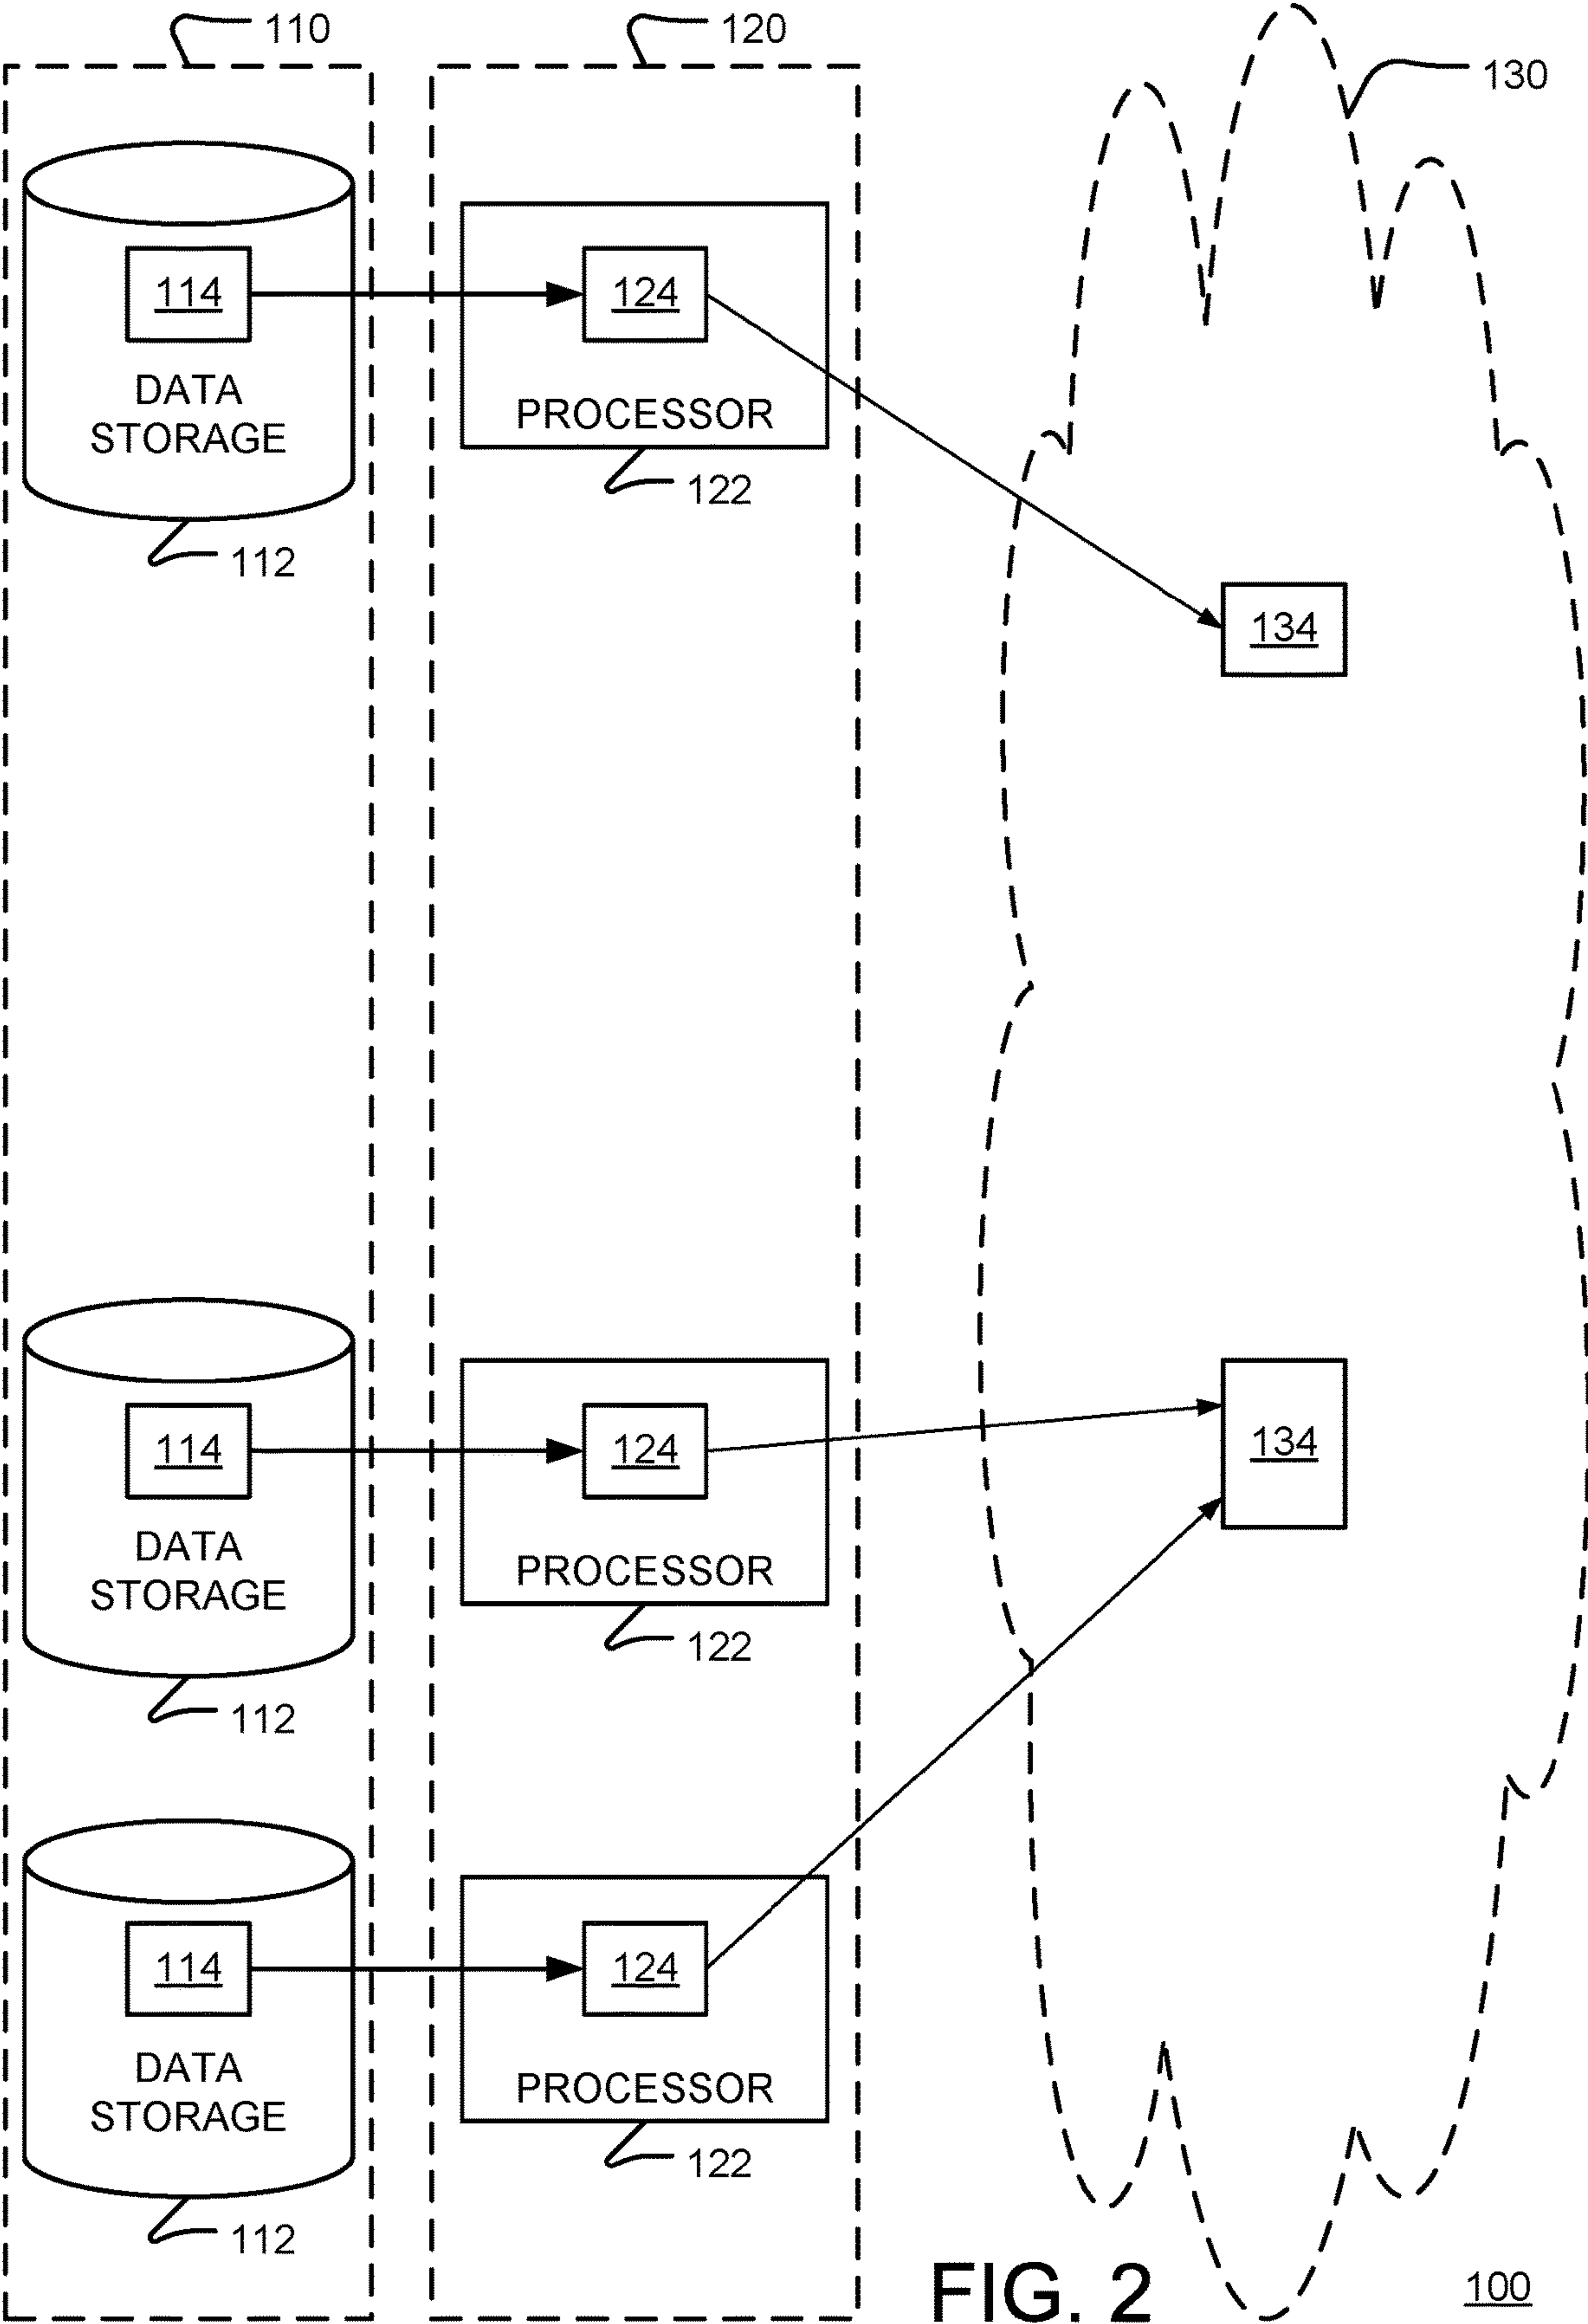 110
120
130
114
124
DATA
STORAGE
PROCESSOR
122
112
134
114
124
134
DATA
STORAGE
PROCESSOR
122
112
114
124
DATA
STORAGE
PROCESSOR
122
112
FIG. 2
100